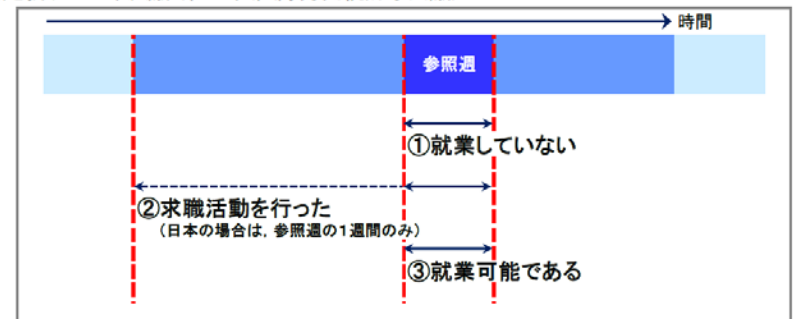 時間
参照週
①就業していない
②求職活動を行った
(日本の場合は,参照週の1週間のみ)
③就業可能である